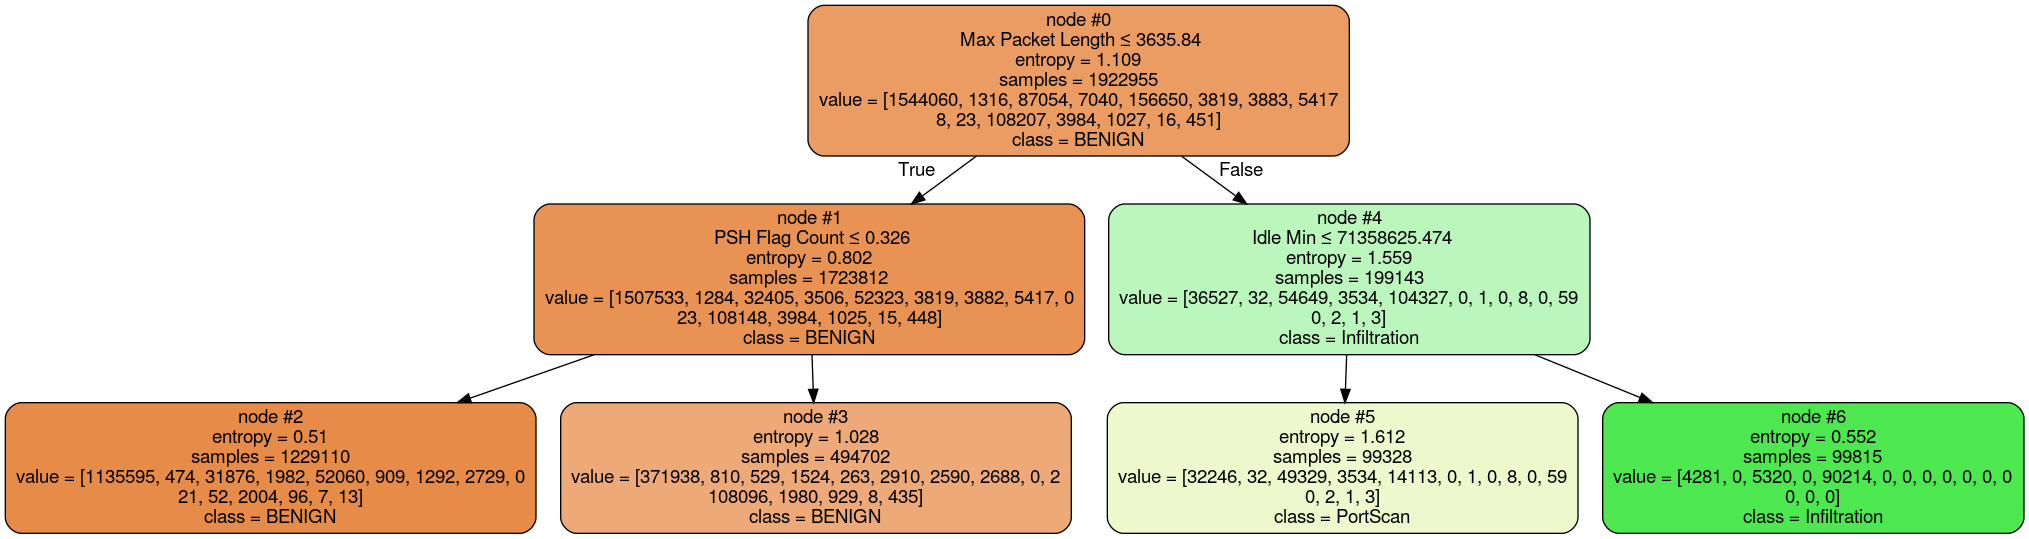 node #0
Max Packet Length ≤ 3635.84
entropy = 1.109
samples = 1922955
value = [1544060, 1316, 87054, 7040, 156650, 3819, 3883, 5417
8, 23, 108207, 3984, 1027, 16, 451]
class = BENIGN
True
False
node #1
PSH Flag Count ≤ 0.326
entropy = 0.802
samples = 1723812
value = [1507533, 1284, 32405, 3506, 52323, 3819, 3882, 5417, 0
23, 108148, 3984, 1025, 15, 448]
class = BENIGN
node #4
Idle Min ≤ 71358625.474
entropy = 1.559
samples = 199143
value = [36527, 32, 54649, 3534, 104327, 0, 1, 0, 8, 0, 59
0, 2, 1, 3]
class = Infiltration
node #2
entropy = 0.51
samples = 1229110
value = [1135595, 474, 31876, 1982, 52060, 909, 1292, 2729, 0
21, 52, 2004, 96, 7, 13]
class = BENIGN
node #3
entropy = 1.028
samples = 494702
value = [371938, 810, 529, 1524, 263, 2910, 2590, 2688, 0, 2
108096, 1980, 929, 8, 435]
class = BENIGN
node #5
entropy = 1.612
samples = 99328
value = [32246, 32, 49329, 3534, 14113, 0, 1, 0, 8, 0, 59
0, 2, 1, 3]
class = PortScan
node #6
entropy = 0.552
samples = 99815
value = [4281, 0, 5320, 0, 90214, 0, 0, 0, 0, 0, 0, 0
0, 0, 0]
class = Infiltration